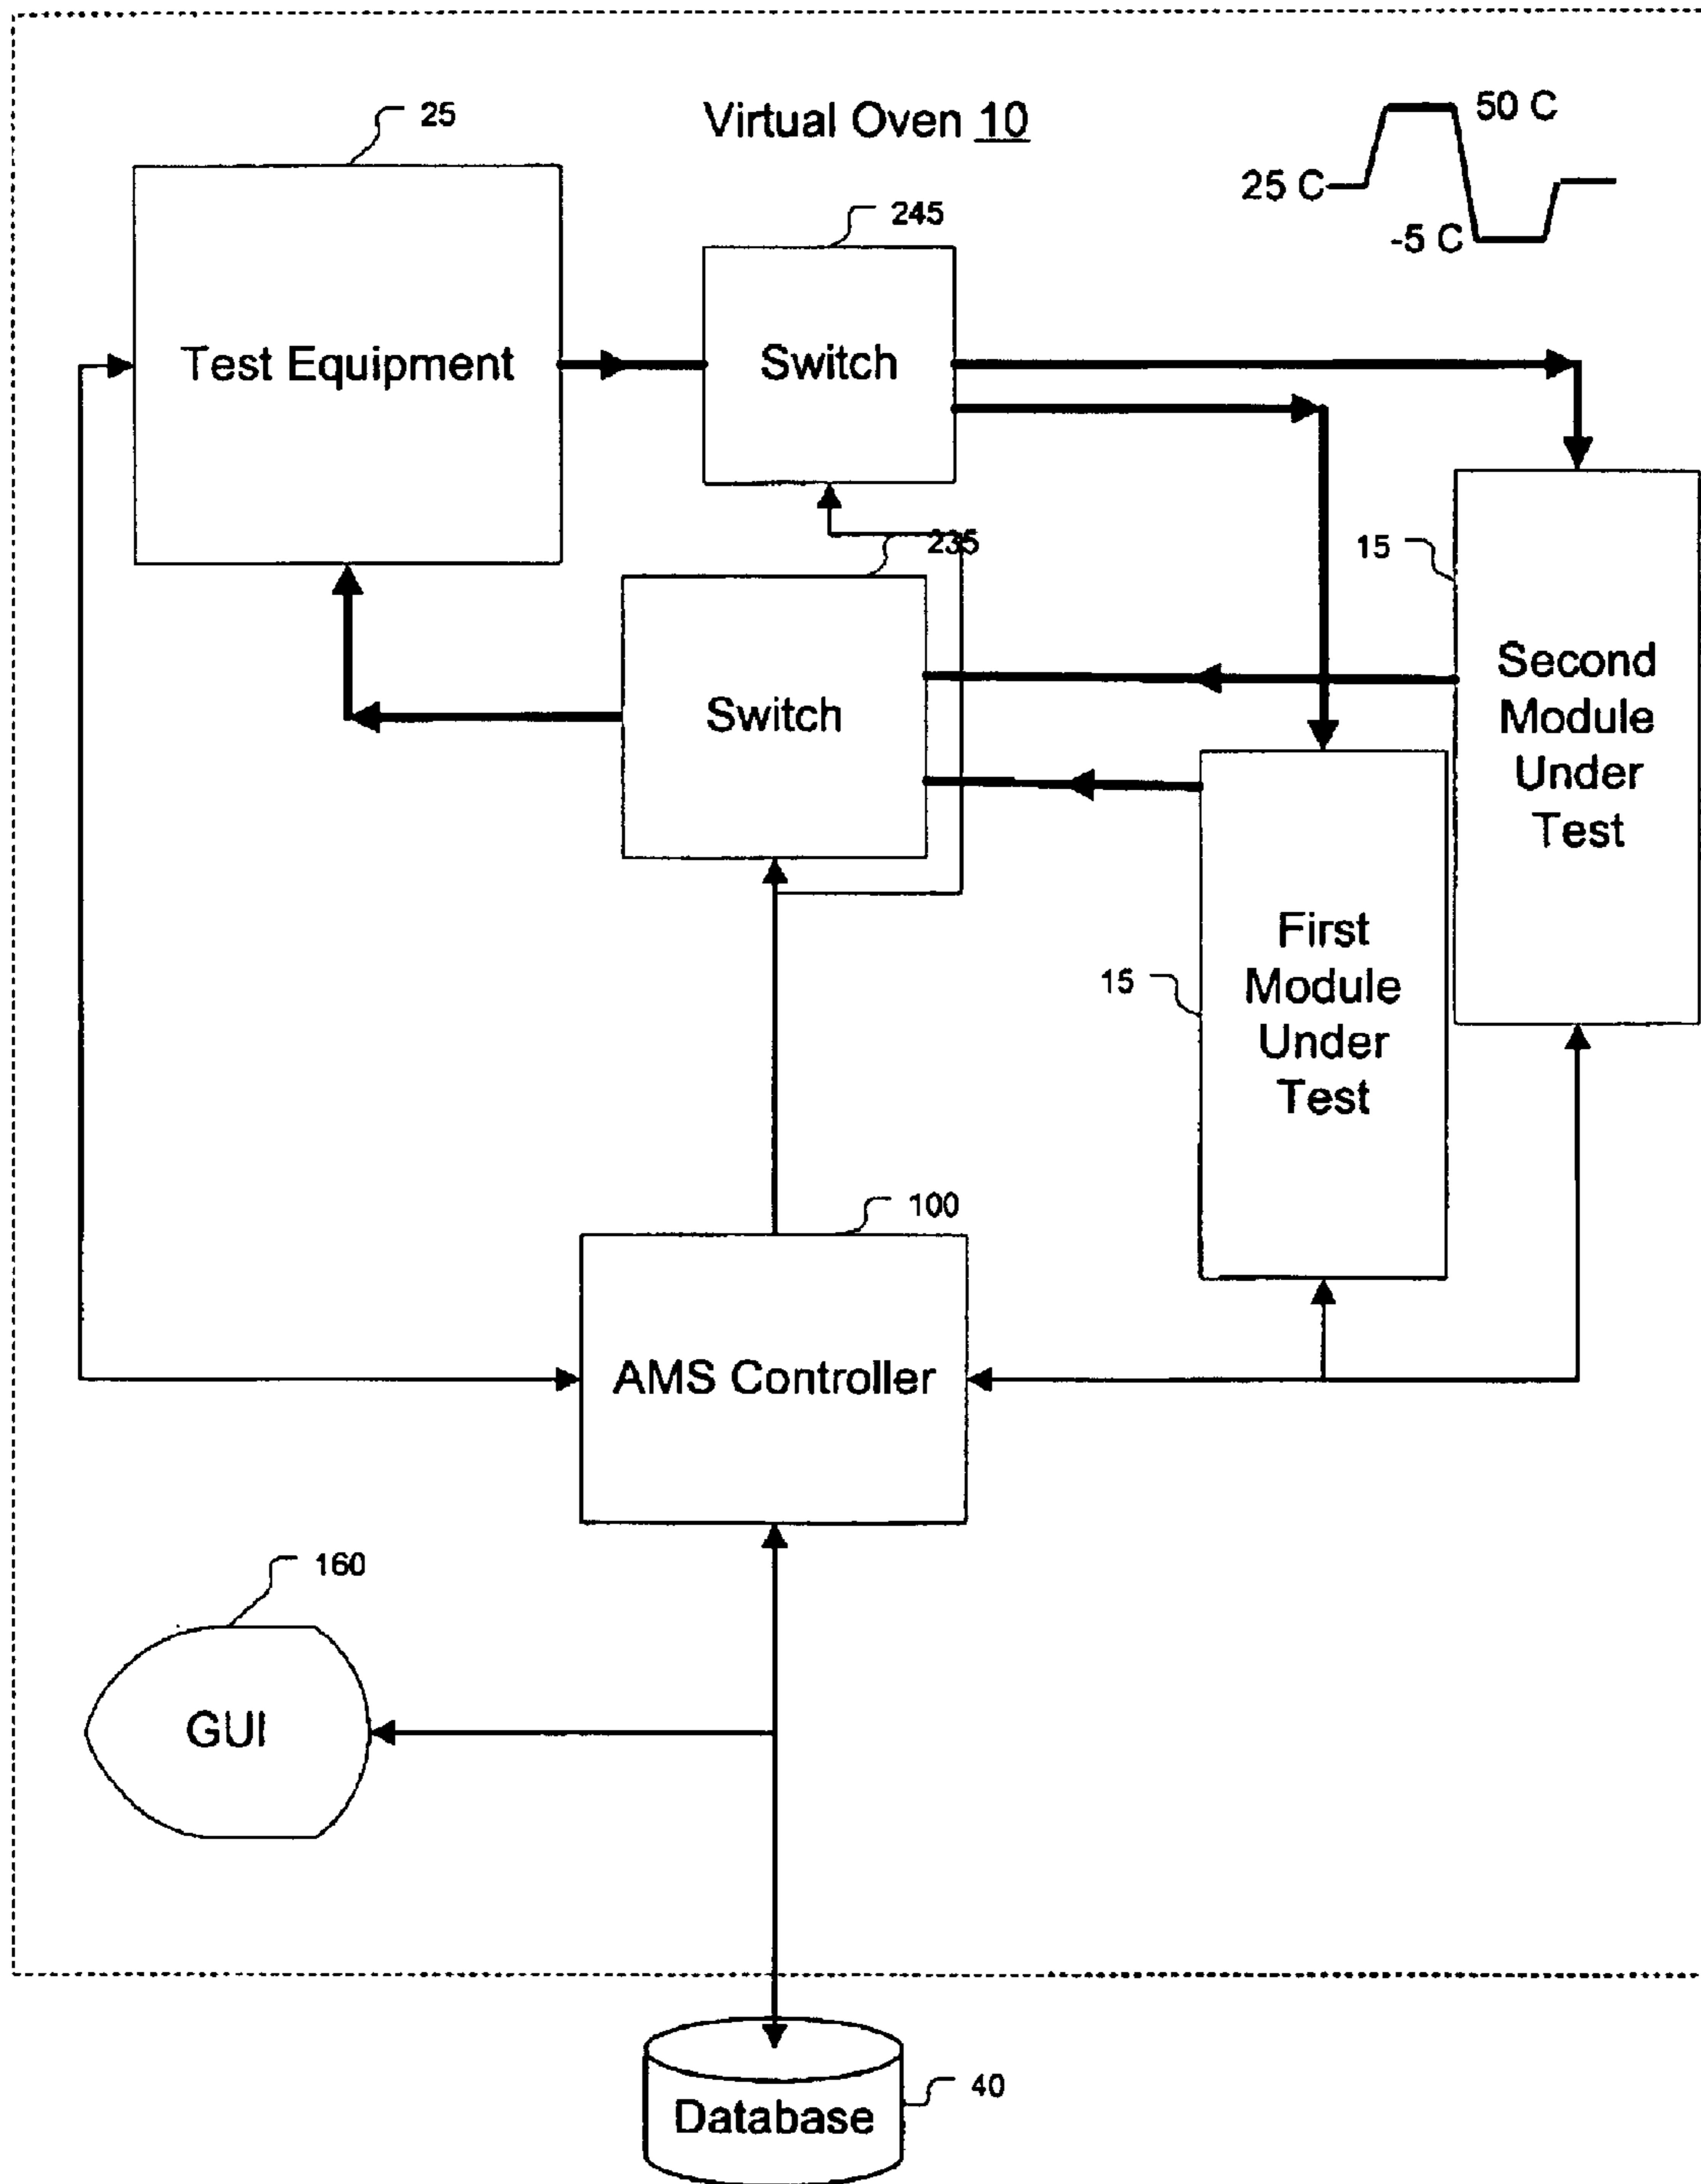 25
Virtual Oven 10
50 C
25 C
-5 C
245
Test Equipment
Switch
235
15
Second
Module
Under
Test
Switch
First
Module
Under
Test
15
100
AMS Controller
160
GUI
40
Database